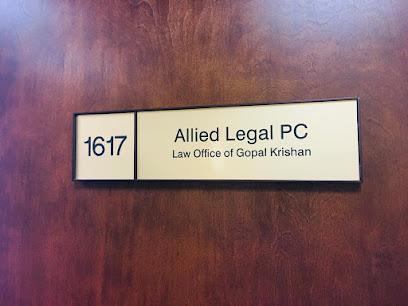 1617
Allied Legal PC
Law Office of Gopal Krishan